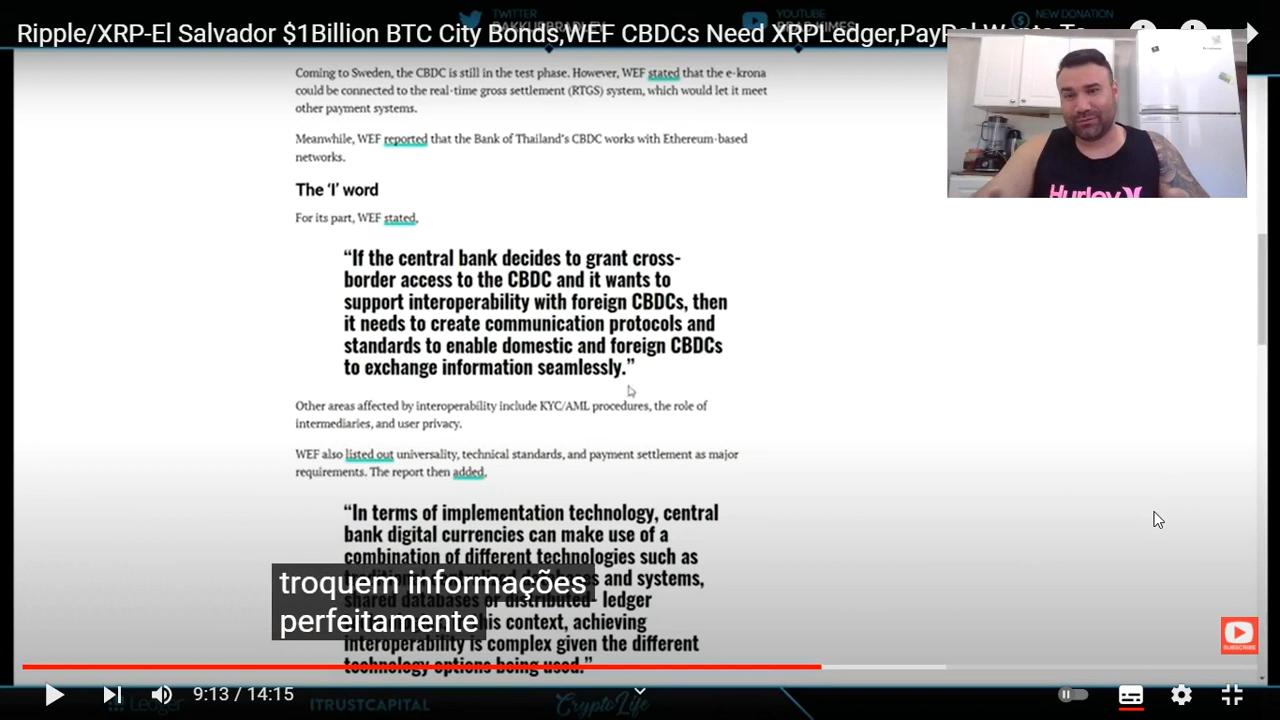 TWITTER
YOUTUBE
NEW DONATION
Ripple/XRP-El Salvador $1Billion BTC City Bonds,WEF CBDCs Need XRPLedger,PayPal Wants To
Coming to Sweden, the CBDC is still in the test phase. However, WEF stated that the e-krona
could be connected to the real-time gross settlement (RTGS) system, which would let it meet
other payment systems.
Meanwhile, WEF reported that the Bank of Thailand's CBDC works with Ethereum-based
networks.
The 'I' word
For its part, WEF stated,
“If the central bank decides to grant cross-
border access to the CBDC and it wants to
support interoperability with foreign CBDCs, then
it needs to create communication protocols and
standards to enable domestic and foreign CBDCs
to exchange information seamlessly.”
Other areas affected by interoperability include KYC/AML procedures, the role of
intermediaries, and user privacy.
WEF also listed out universality, technical standards, and payment settlement as major
requirements. The report then added,
“In terms of implementation technology, central
bank digital currencies can make use of a
combination of different technologies such as
and systems,
shared databases or distributed- ledger
this context, achieving
interoperability is complex given the different
technology options being used.”
troquem informações
perfeitamente
Hurley
SUBSCRIBE
9:13 / 14:15
Ledger
ITRUSTCAPITAL
CryptoLife